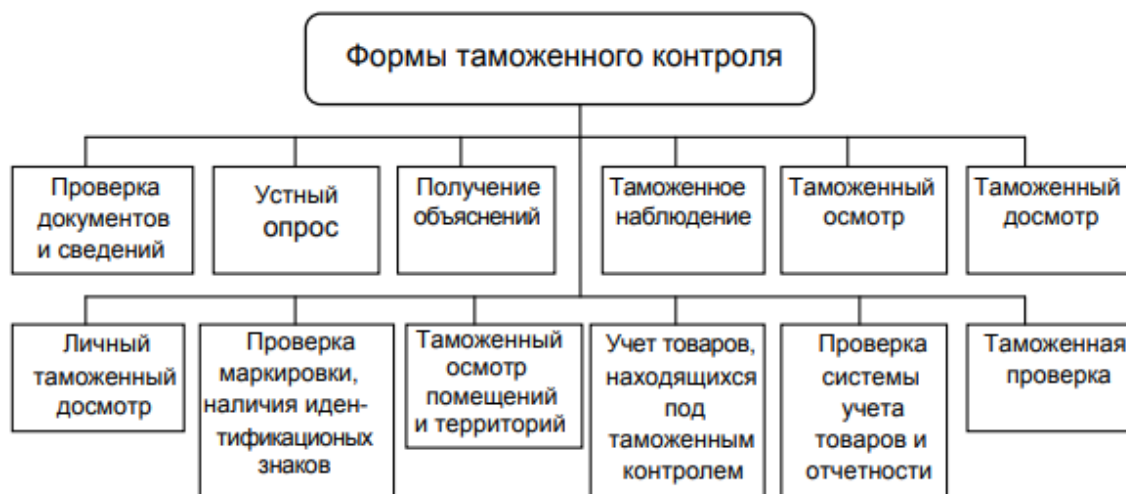 Формы таможенного контроля
Проверка
документов
и сведений
Устный
опрос
Получение
объяснений
Таможенное
наблюдение
Таможенный
осмотр
Таможенный
досмотр
Личный
таможенный
досмотр
Проверка
маркировки,
наличия иден-
тификационых
знаков
Таможенный
осмотр
помещений
и территорий
Учет товаров,
находящихся
под
таможенным
контролем
Проверка
системы
учета
товаров и
отчетности
Таможенная
проверка